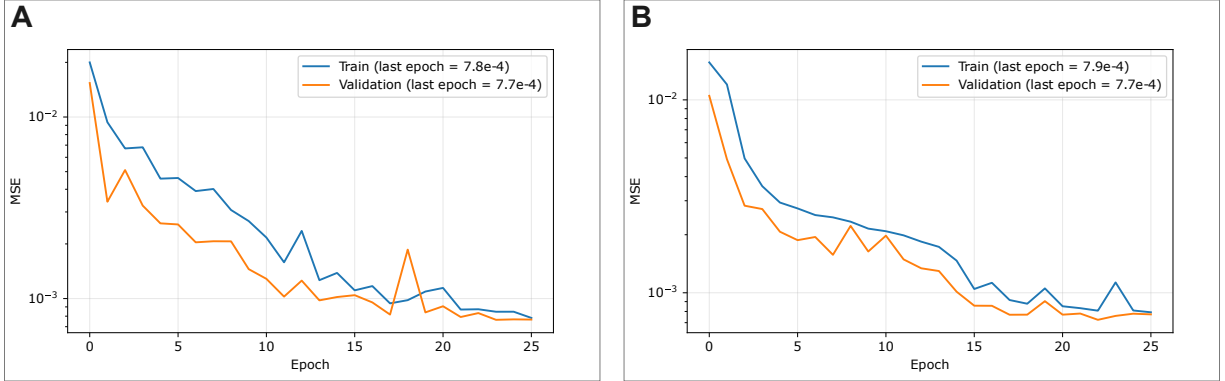 A
Train (last epoch = 7.8e-4)
Validation (last epoch = 7.7e-4)
10⁻²
10⁻³
MSE
0 5 10 15 20 25
Epoch
B
Train (last epoch = 7.9e-4)
Validation (last epoch = 7.7e-4)
10⁻²
10⁻³
MSE
0 5 10 15 20 25
Epoch